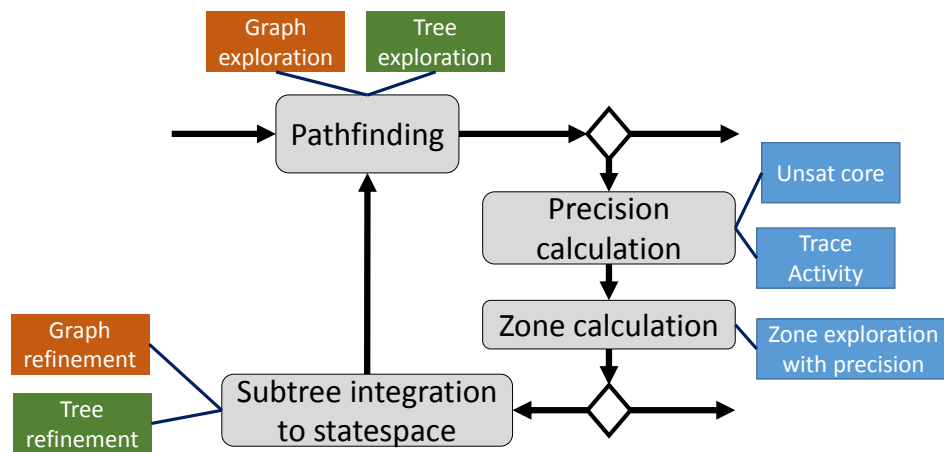 Graph
exploration
Tree
exploration
Pathfinding
Unsat core
Precision
calculation
Trace
Activity
Zone calculation
Zone exploration
with precision
Graph
refinement
Subtree integration
to statespace
Tree
refinement